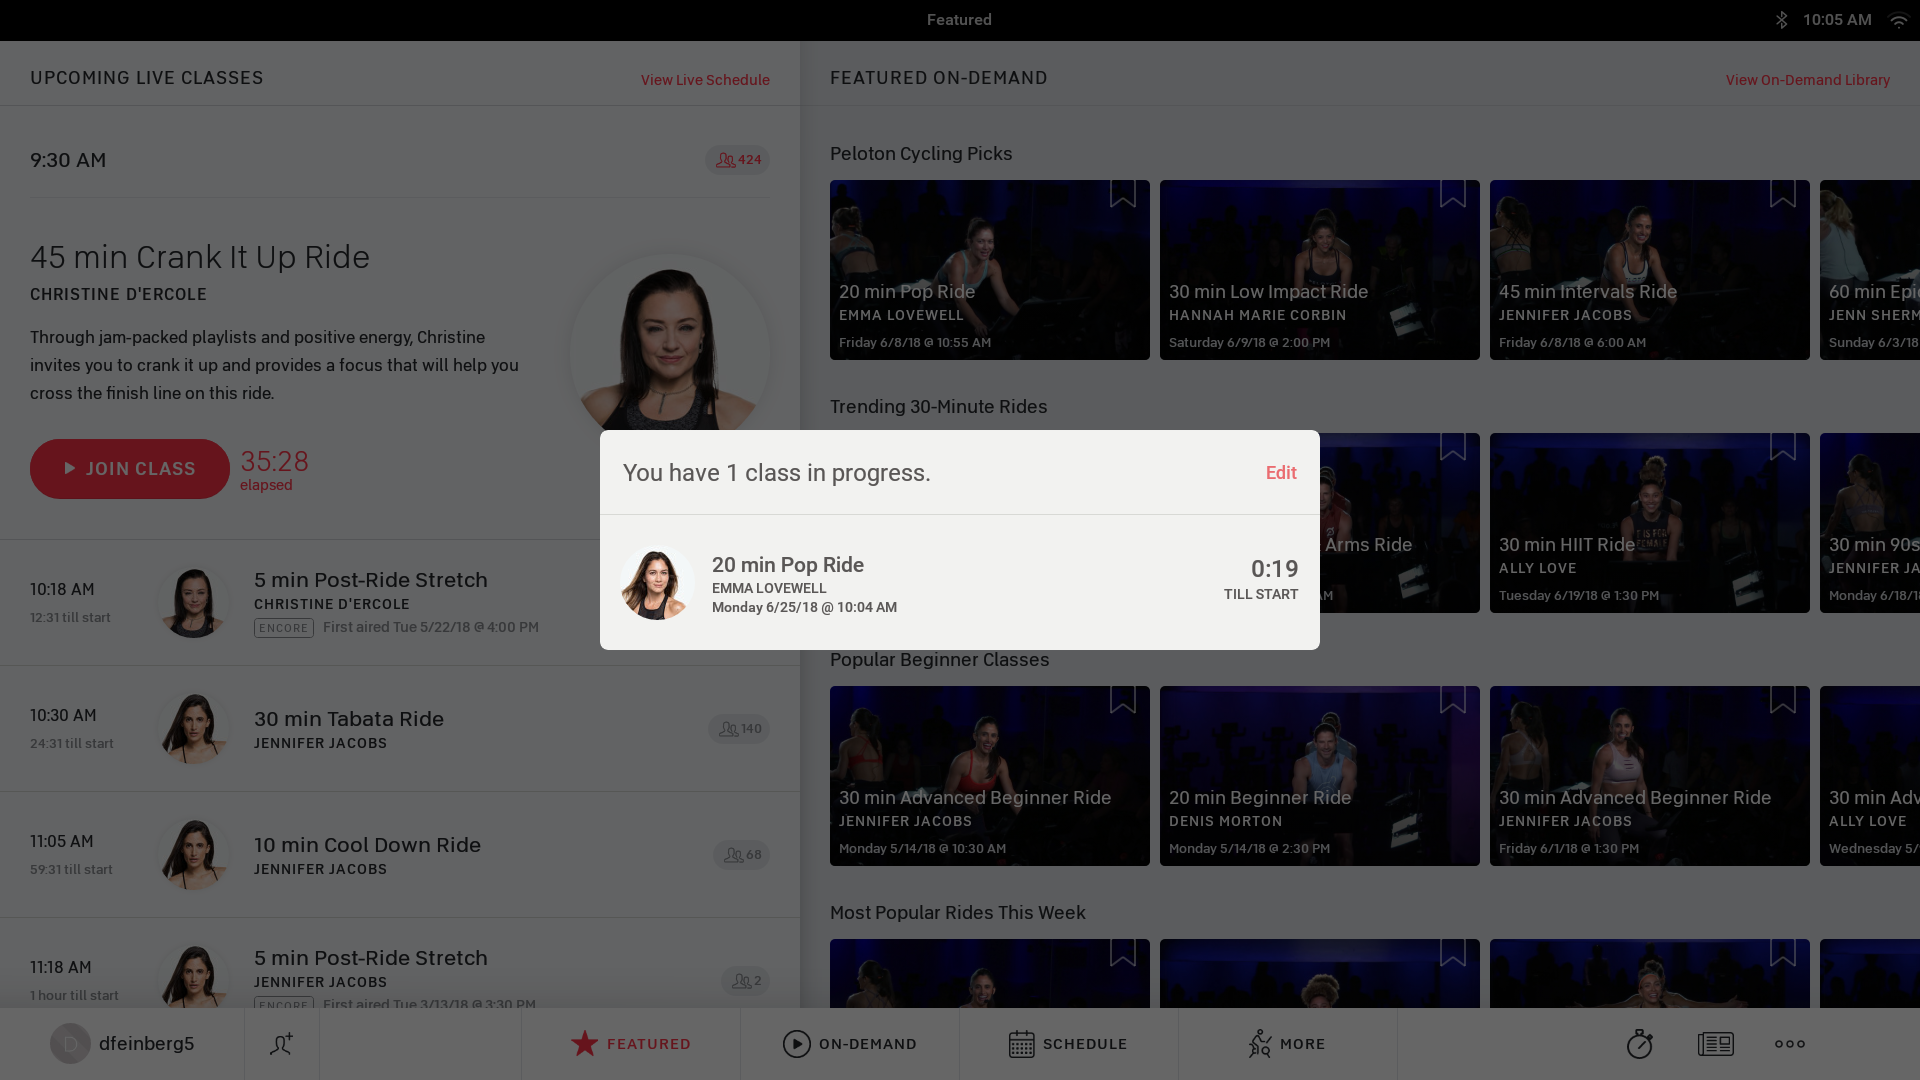 Featured
10:05 AM
UPCOMING LIVE CLASSES
View Live Schedule
9:30 AM
424
45 min Crank It Up Ride
CHRISTINE D'ERCOLE
Through jam-packed playlists and positive energy, Christine
invites you to crank it up and provides a focus that will help you
cross the finish line on this ride.
JOIN CLASS
35:28
elapsed
10:18 AM
12:31 till start
5 min Post-Ride Stretch
CHRISTINE D'ERCOLE
ENCORE First aired Tue 5/22/18 @ 4:00 PM
10:30 AM
24:31 till start
30 min Tabata Ride
JENNIFER JACOBS
140
11:05 AM
59:31 till start
10 min Cool Down Ride
JENNIFER JACOBS
68
11:18 AM
1 hour till start
5 min Post-Ride Stretch
JENNIFER JACOBS
ENCORE First aired Tue 3/13/18 @ 3:30 PM
2
FEATURED ON-DEMAND
View On-Demand Library
Peloton Cycling Picks
20 min Pop Ride
EMMA LOVEWELL
Friday 6/8/18 @ 10:55 AM
30 min Low Impact Ride
HANNAH MARIE CORBIN
Saturday 6/9/18 @ 2:00 PM
45 min Intervals Ride
JENNIFER JACOBS
Friday 6/8/18 @ 6:00 AM
60 min Epi
JENN SHERM
Sunday 6/3/18
Trending 30-Minute Rides
Arms Ride
AM
30 min HIIT Ride
ALLY LOVE
Tuesday 6/19/18 @ 1:30 PM
30 min 90s
JENNIFER JA
Monday 6/18/1
You have 1 class in progress.
Edit
20 min Pop Ride
EMMA LOVEWELL
Monday 6/25/18 @ 10:04 AM
0:19
TILL START
Popular Beginner Classes
30 min Advanced Beginner Ride
JENNIFER JACOBS
Monday 5/14/18 @ 10:30 AM
20 min Beginner Ride
DENIS MORTON
Monday 5/14/18 @ 2:30 PM
30 min Advanced Beginner Ride
JENNIFER JACOBS
Friday 6/1/18 @ 1:30 PM
30 min Adv
ALLY LOVE
Wednesday 5/
Most Popular Rides This Week
D
dfeinberg5
FEATURED
ON-DEMAND
SCHEDULE
MORE